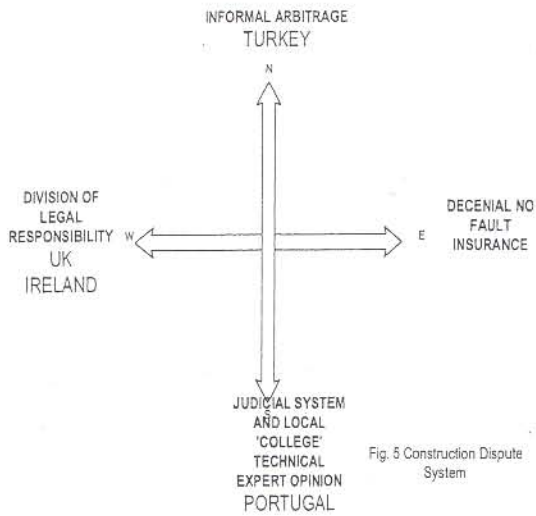 INFORMAL ARBITRAGE
TURKEY
N
DIVISION OF
LEGAL
RESPONSIBILITY
UK
IRELAND
W
E
DECENIAL NO
FAULT
INSURANCE
S
JUDICIAL SYSTEM
AND LOCAL
'COLLEGE'
TECHNICAL
EXPERT OPINION
PORTUGAL
Fig. 5 Construction Dispute
System